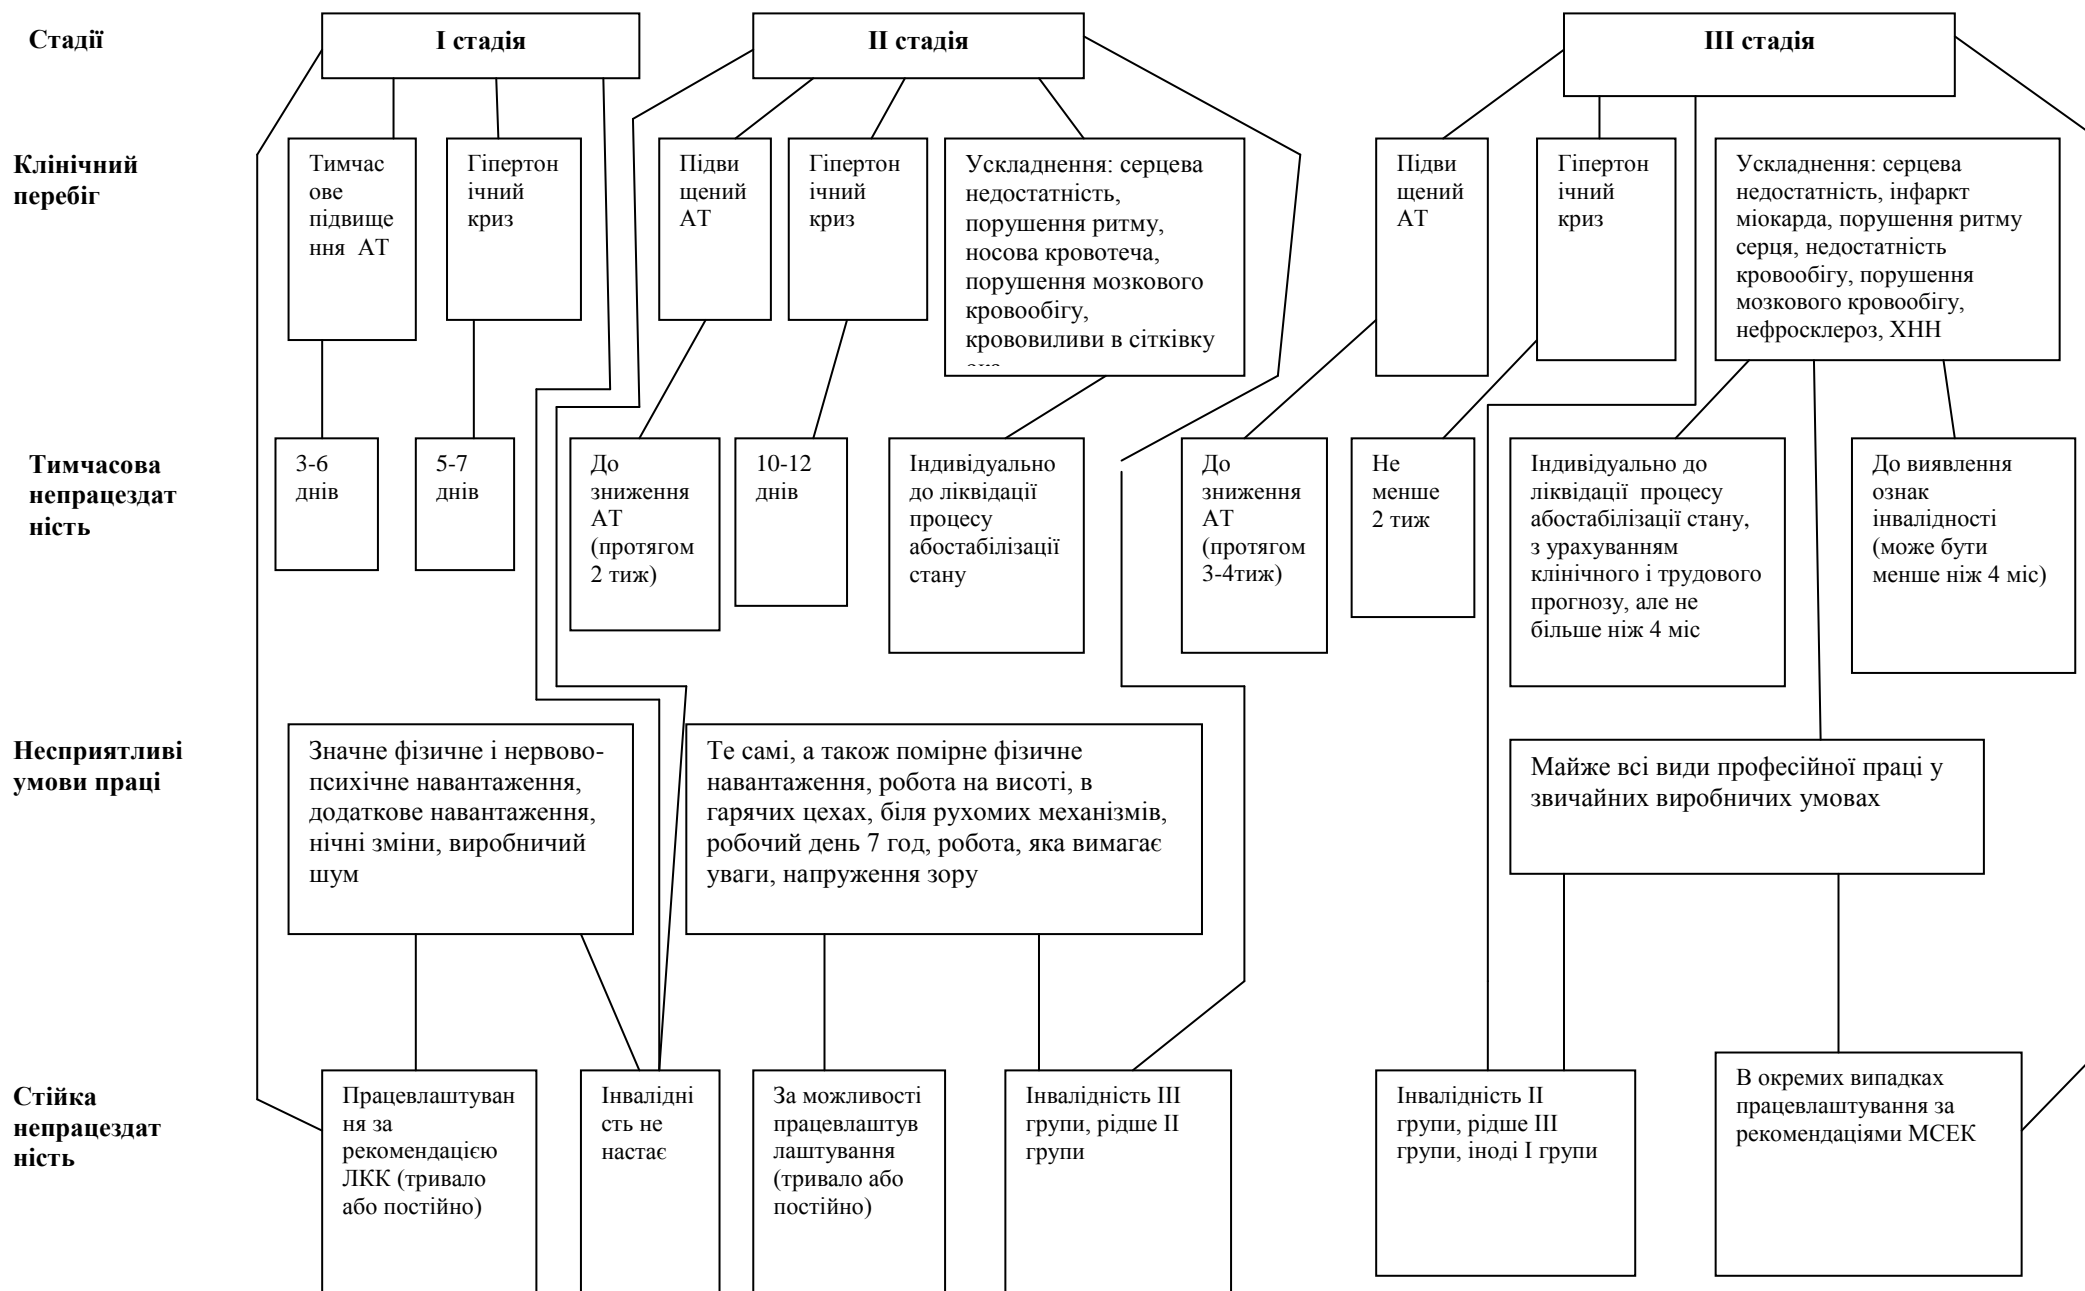 Стадії
І стадія
ІІ стадія
ІІІ стадія
Клінічний
перебіг
Тимчас
ове
підвище
ння АТ
Гіпертон
ічний
криз
Підви
щений
АТ
Гіпертон
ічний
криз
Ускладнення: серцева
недостатність,
порушення ритму,
носова кровотеча,
порушення мозкового
кровообігу,
крововиливи в сітківку
Підви
щений
АТ
Гіпертон
ічний
криз
Ускладнення: серцева
недостатність, інфаркт
міокарда, порушення ритму
серця, недостатність
кровообігу, порушення
мозкового кровообігу,
нефросклероз, ХНН
Тимчасова
непрацездат
ність
3-6
днів
5-7
днів
До
зниження
АТ
(протягом
2 тиж)
10-12
днів
Індивідуально
до ліквідації
процесу
абостабілізації
стану
До
зниження
АТ
(протягом
3-4тиж)
Не
менше
2 тиж
Індивідуально до
ліквідації процесу
абостабілізації стану,
з урахуванням
клінічного і трудового
прогнозу, але не
більше ніж 4 міс
До виявлення
ознак
інвалідності
(може бути
менше ніж 4 міс)
Несприятливі
умови праці
Значне фізичне і нервово-
психічне навантаження,
додаткове навантаження,
нічні зміни, виробничий
шум
Те самі, а також помірне фізичне
навантаження, робота на висоті, в
гарячих цехах, біля рухомих механізмів,
робочий день 7 год, робота, яка вимагає
уваги, напруження зору
Майже всі види професійної праці у
звичайних виробничих умовах
Стійка
непрацездат
ність
Працевлаштуван
ня за
рекомендацією
ЛКК (тривало
або постійно)
Інвалідні
сть не
настає
За можливості
працевлаштув
лаштування
(тривало або
постійно)
Інвалідність ІІІ
групи, рідше ІІ
групи
Інвалідність ІІ
групи, рідше ІІІ
групи, іноді І групи
В окремих випадках
працевлаштування за
рекомендаціями МСЕК